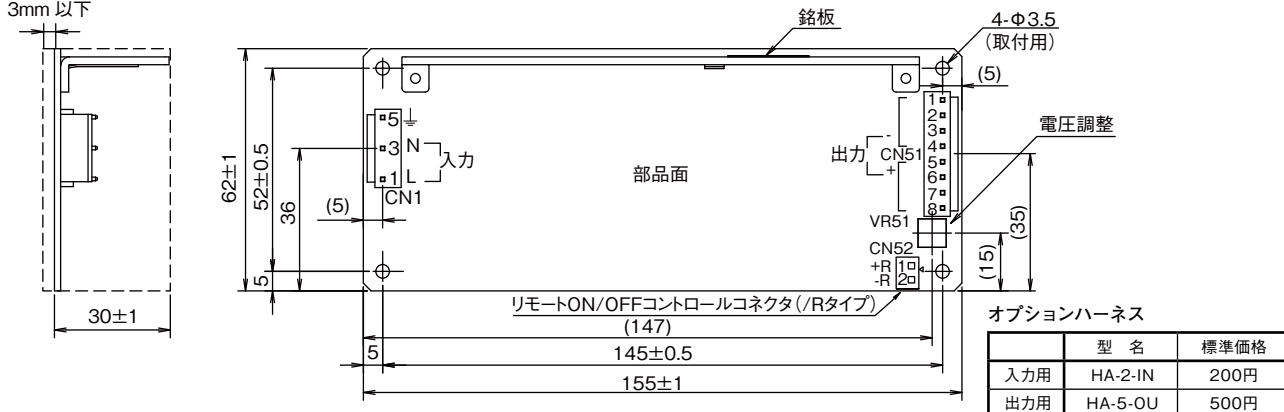 3mm 以下
銘板
4-Φ3.5
(取付用)
(5)
電圧調整
62±1
52±0.5
36
5
(5)
30±1
5
3 N
1 L
入力
CN1
部品面
出力
-
+
CN51
1
2
3
4
5
6
7
8
VR51
CN52
+R 1
-R 2
(35)
(15)
リモートON/OFFコントロールコネクタ(/Rタイプ)
(147)
5
145±0.5
155±1
オプションハーネス
型 名 標準価格
入力用 HA-2-IN 200円
出力用 HA-5-OU 500円